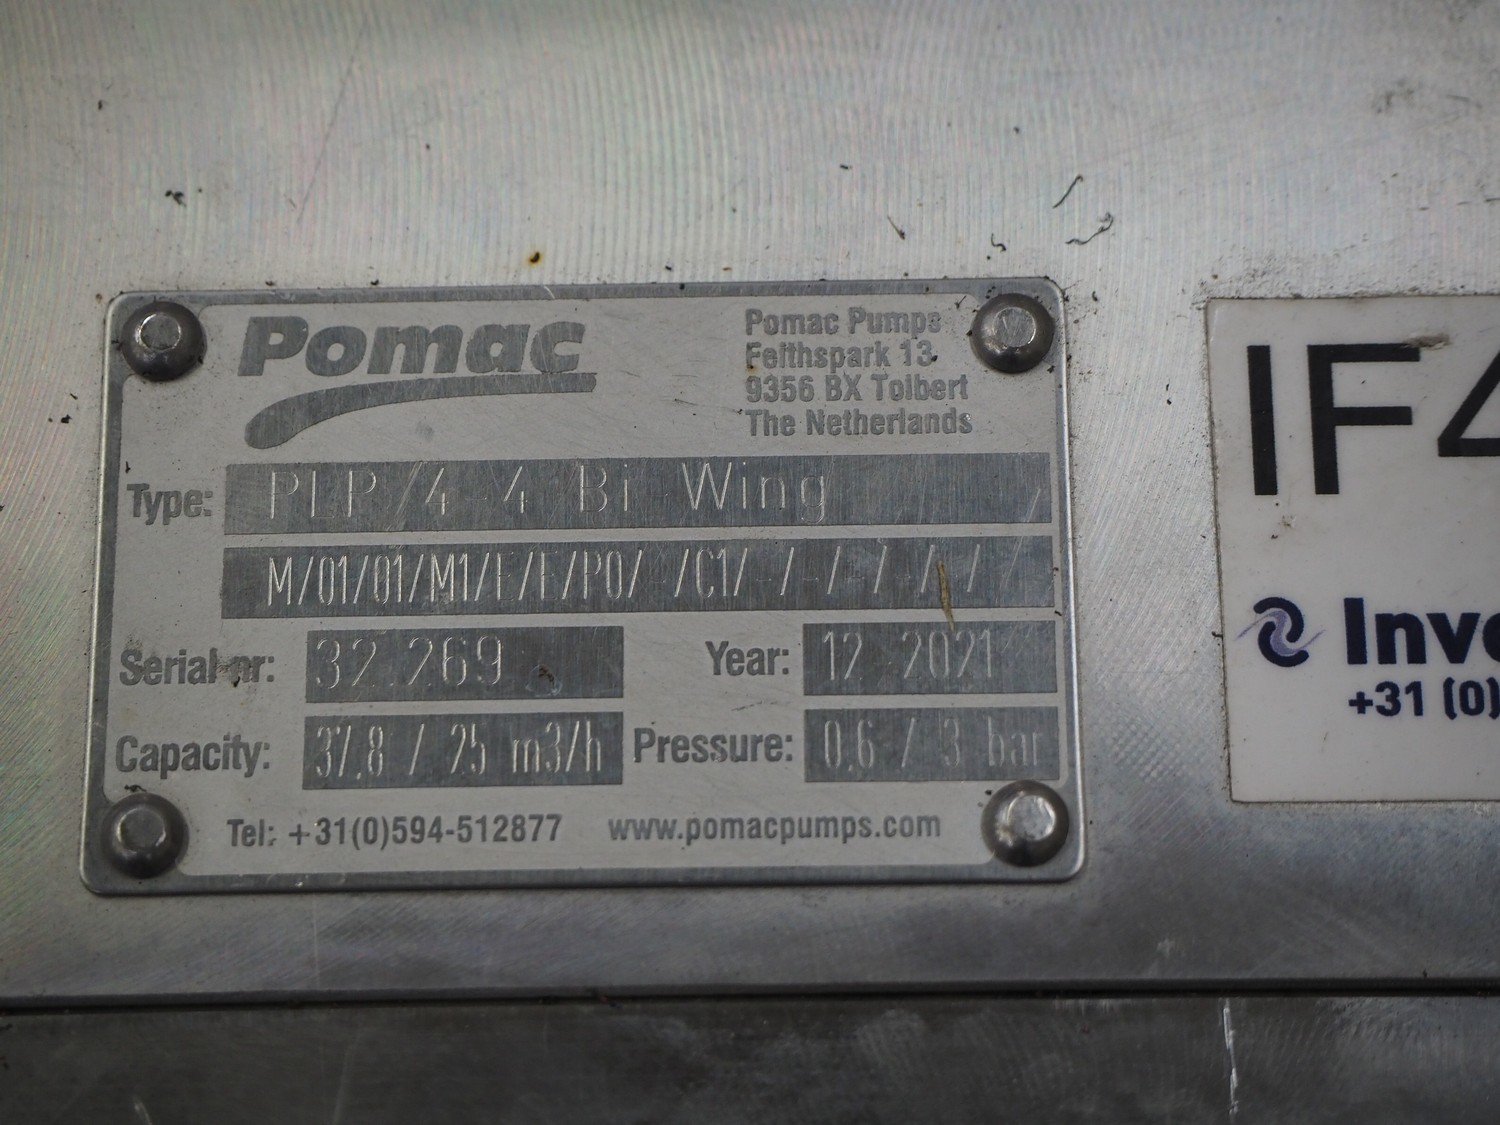 Pomac
Pomac Pumps
Feithspark 13
9356 BX Tolbert
The Netherlands
Type: PLP 4-4 Bi-Wing
M/01/01/M1/E/E/P0/-/C1/-/-/-/-/-/
Serial nr: 32.269
Year: 12 2021
Capacity: 37,8 / 25 m3/h
Pressure: 0,6 / 3 bar
Tel: +31(0)594-512877 www.pomacpumps.com
IF4
Inve
+31 (0)